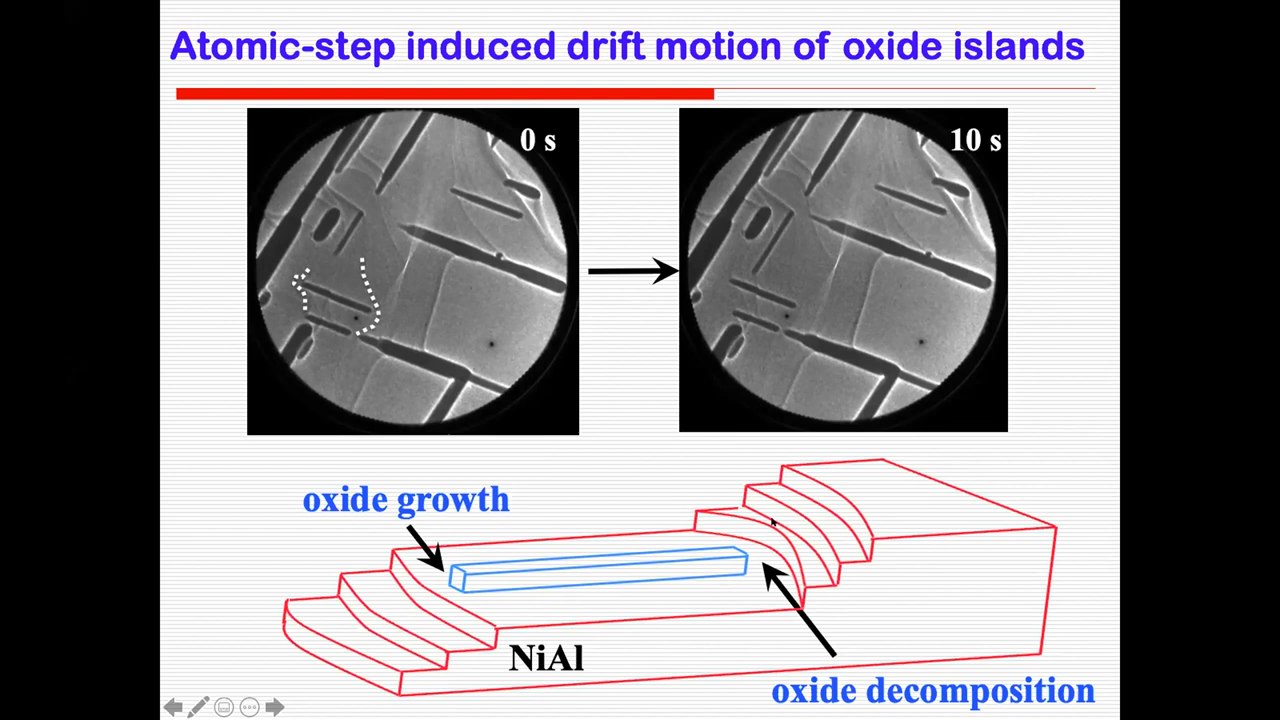 Atomic-step induced drift motion of oxide islands
0 s
10 s
oxide growth
NiAl
oxide decomposition